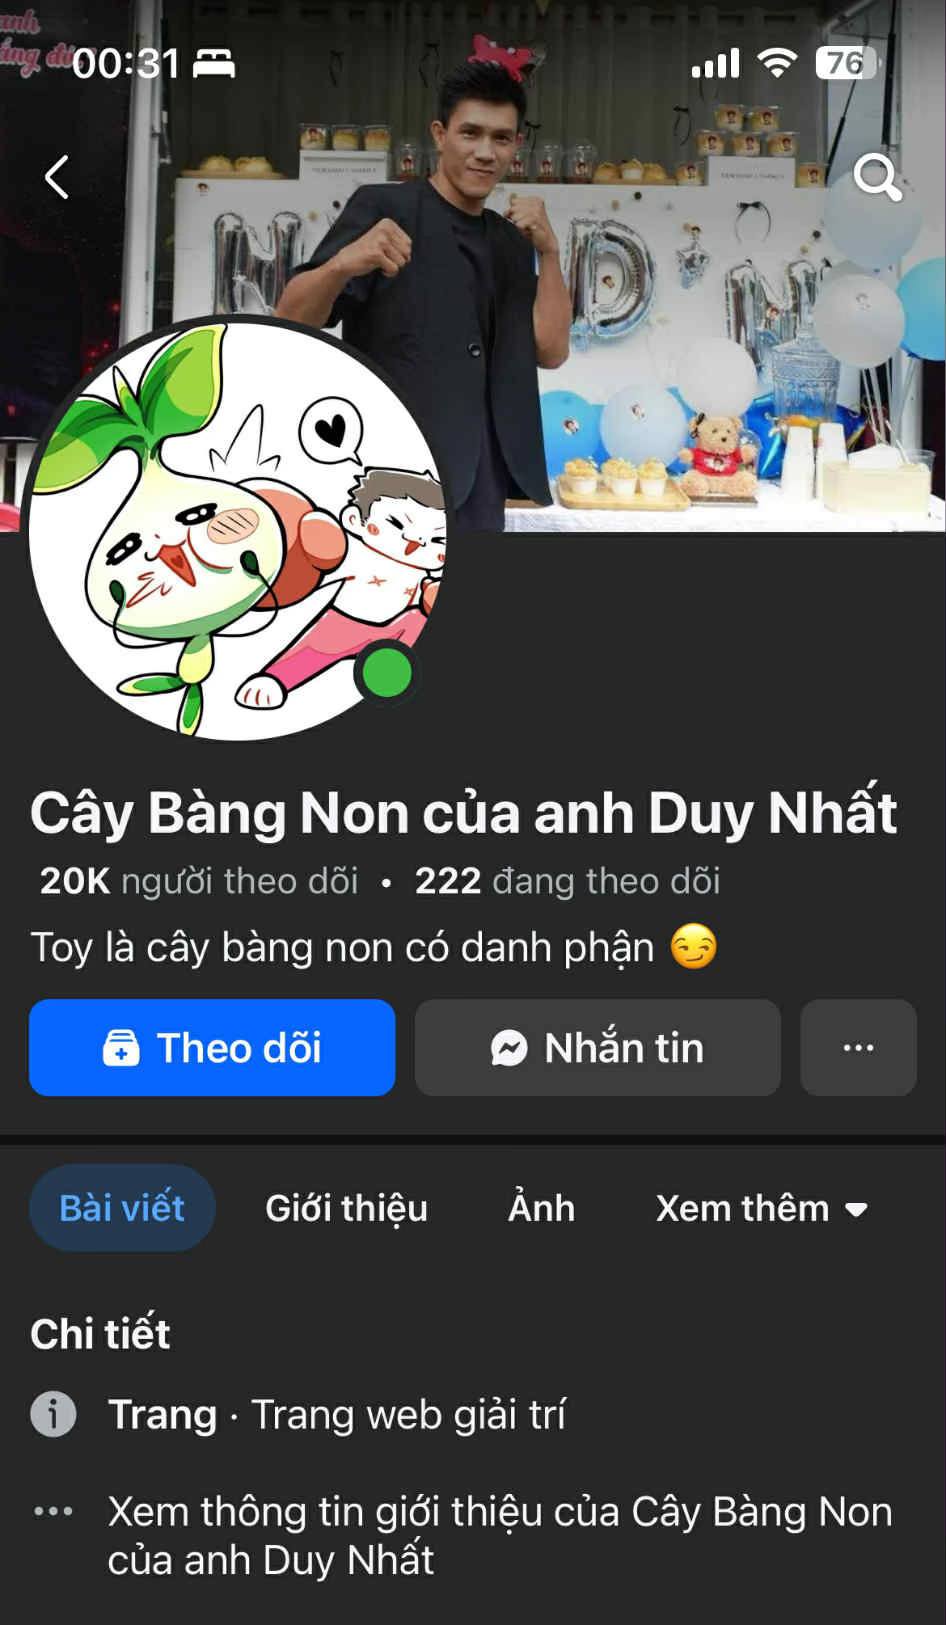 anh
00:31
76
N D N
Cây Bàng Non của anh Duy Nhất
20K người theo dõi • 222 đang theo dõi
Toy là cây bàng non có danh phận 😏
Theo dõi
Nhắn tin
Bài viết
Giới thiệu
Ảnh
Xem thêm
Chi tiết
Trang · Trang web giải trí
Xem thông tin giới thiệu của Cây Bàng Non
của anh Duy Nhất